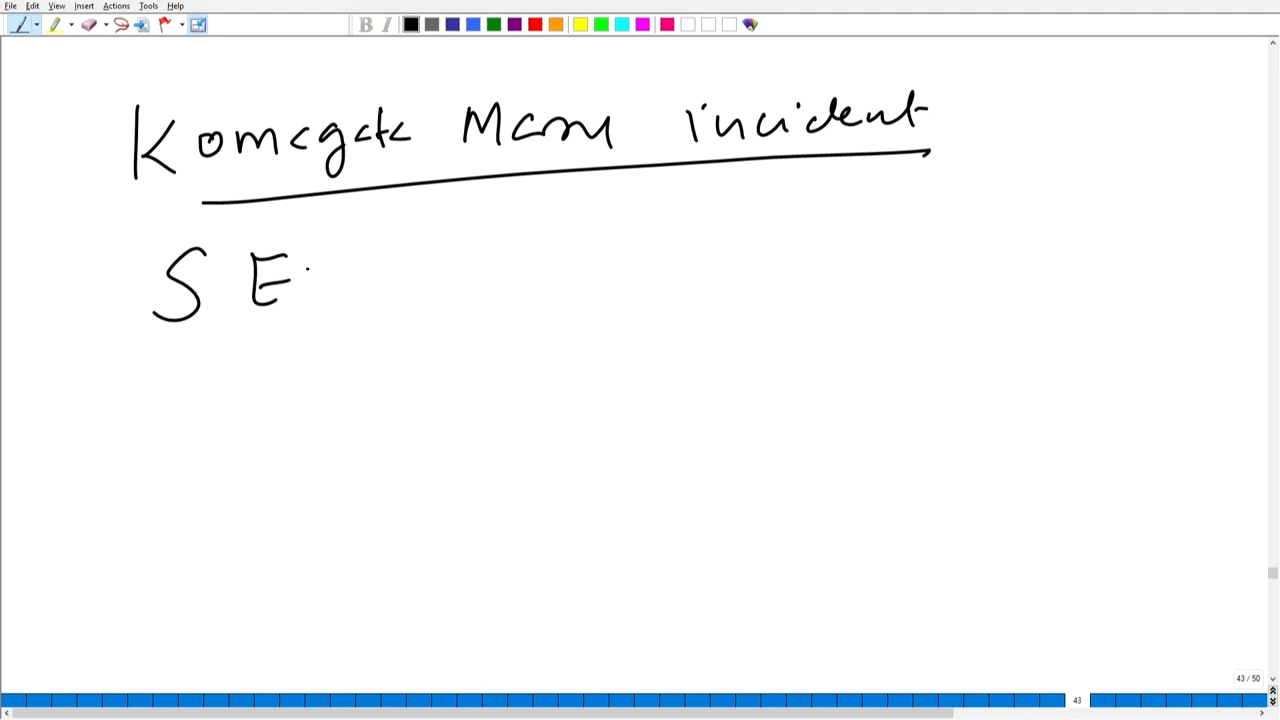 File Edit View Insert Actions Tools Help
B I
Komagata Maru incident
S E
43 / 50
43